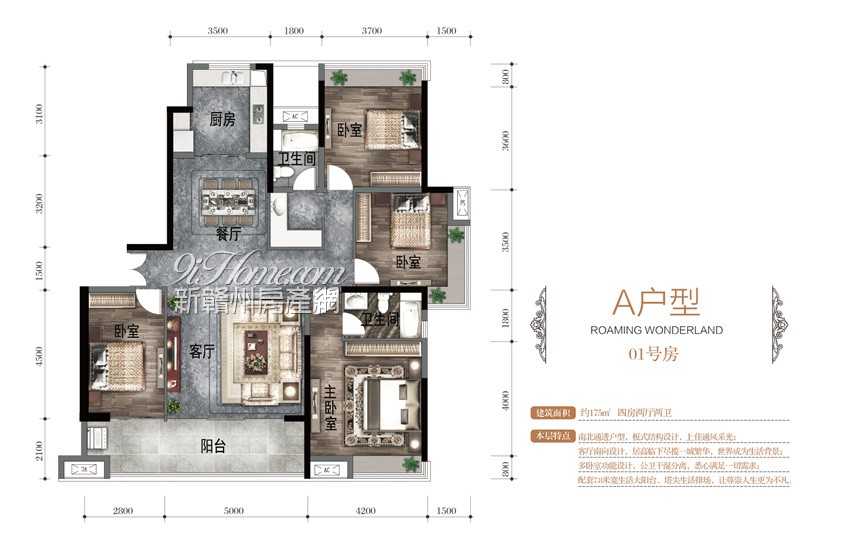 3500 1800 3700 1500
3100
3200
1500
4500
2100
800
3600
3500
1800
4000
800
2800 5000 4200 1500
厨房
卧室
AC
卫生间
餐厅
卧室
9iHome.com
新赣州房產網
卧室
客厅
卫生间
主卧室
阳台
AC
AC
A户型
ROAMING WONDERLAND
01号房
建筑面积 约175㎡ 四房两厅两卫
本层特点 南北通透户型，板式结构设计，上佳通风采光；
客厅南向设计，居高临下尽揽一城繁华，世界成为生活背景；
多卧室功能设计，公卫干湿分离，悉心满足一切需求；
配套7.8米宽生活大阳台，塔尖生活排场，让尊崇人生更为不凡。